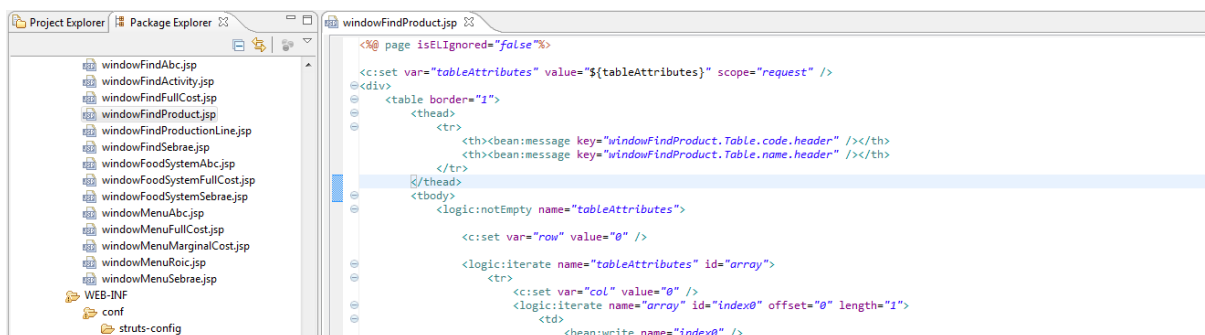 Project Explorer
Package Explorer
windowFindAbc.jsp
windowFindActivity.jsp
windowFindFullCost.jsp
windowFindProduct.jsp
windowFindProductionLine.jsp
windowFindSebrae.jsp
windowFoodSystemAbc.jsp
windowFoodSystemFullCost.jsp
windowFoodSystemSebrae.jsp
windowMenuAbc.jsp
windowMenuFullCost.jsp
windowMenuMarginalCost.jsp
windowMenuRoic.jsp
windowMenuSebrae.jsp
WEB-INF
conf
struts-config
windowFindProduct.jsp
<%@ page isELIgnored="false"%>
<c:set var="tableAttributes" value="${tableAttributes}" scope="request" />
<div>
<table border="1">
<thead>
<tr>
<th><bean:message key="windowFindProduct.Table.code.header" /></th>
<th><bean:message key="windowFindProduct.Table.name.header" /></th>
</tr>
</thead>
<tbody>
<logic:notEmpty name="tableAttributes">
<c:set var="row" value="0" />
<logic:iterate name="tableAttributes" id="array">
<tr>
<c:set var="col" value="0" />
<logic:iterate name="array" id="index0" offset="0" length="1">
<td>
<bean:write name="index0" />